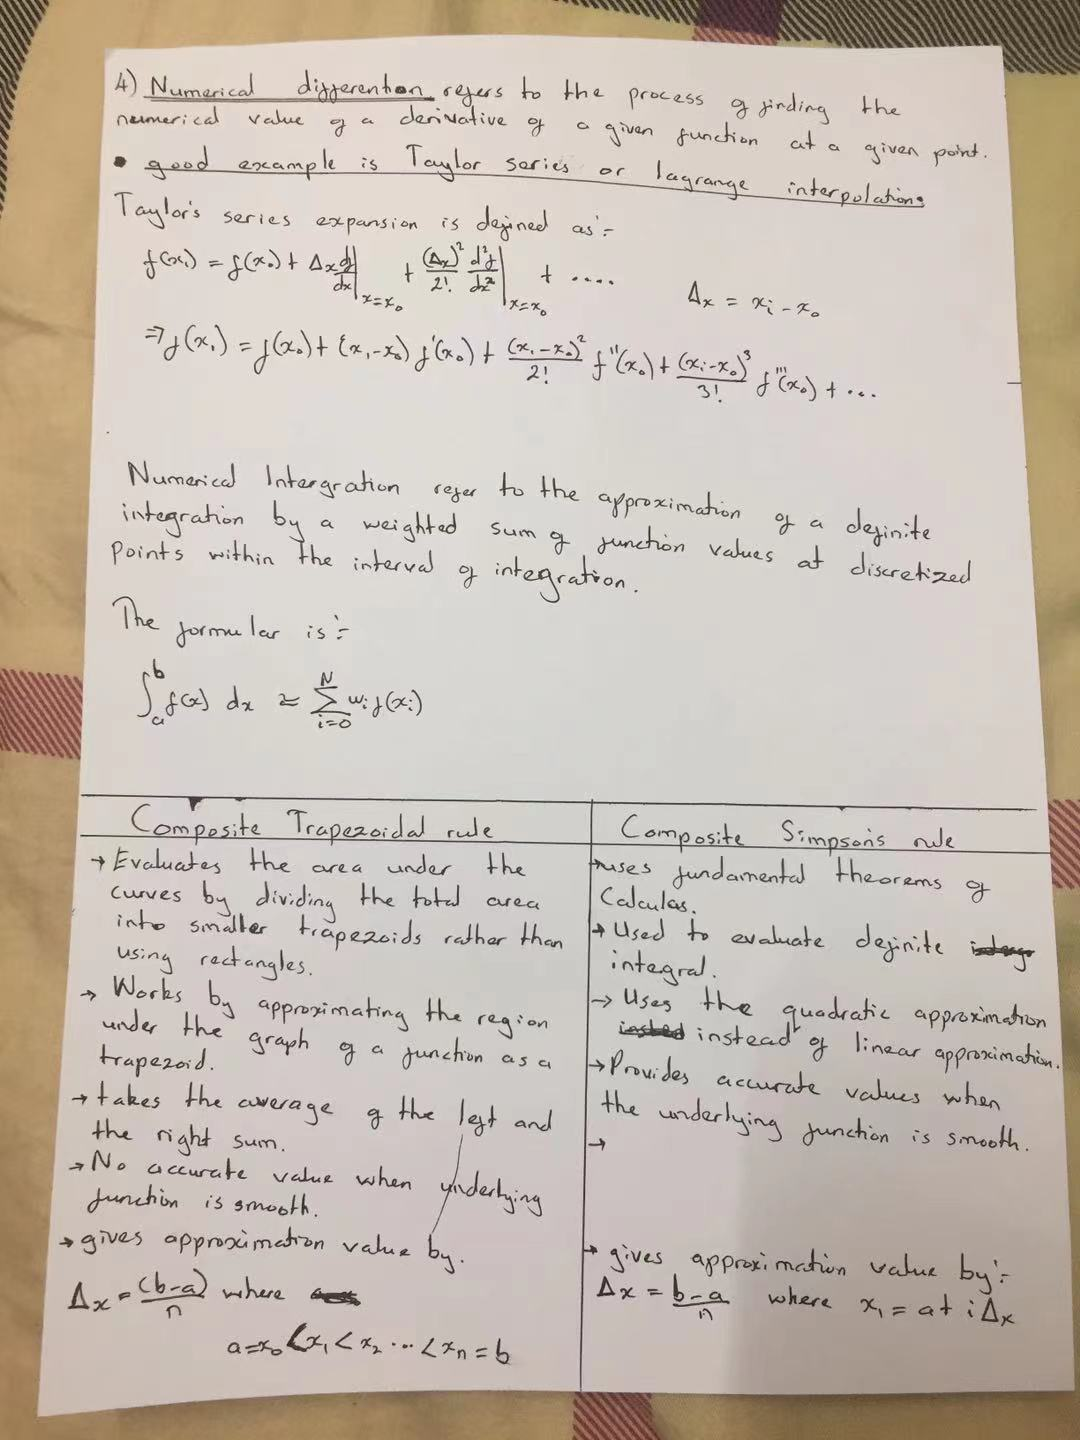 4) Numerical differention refers to the process of finding the
numerical value of a derivative of a given function at a given point.
• good example is Taylor series or lagrange interpolation.
Taylor's series expansion is defined as:-
f(xi) = f(x₀) + Δx df/dx|x=x₀ + (Δx)²/2! d²f/dx²|x=x₀ + .... Δx = xi - x₀
⇒ f(x₁) = f(x₀) + (x₁-x₀) f'(x₀) + (x₁-x₀)²/2! f''(x₀) + (xi-x₀)³/3! f'''(x₀) + ...
Numerical Intergration refer to the approximation of a definite
integration by a weighted sum of function values at discretized
points within the interval of integration.
The formular is:-
∫ₐᵇ f(x) dx ≈ Σᵢ₌₀ᴺ wᵢ f(xᵢ)
Composite Trapezoidal rule
→ Evaluates the area under the
curves by dividing the total area
into smaller trapezoids rather than
using rectangles.
→ Works by approximating the region
under the graph of a function as a
trapezoid.
→ takes the average of the left and
the right sum.
→ No accurate value when underlying
function is smooth.
→ gives approximation value by.
Δx = (b-a)/n where
a=x₀ < x₁ < x₂ ... < xn = b
Composite Simpson's rule
→ uses fundamental theorems of
Calculas.
→ Used to evaluate definite
integral.
→ Uses the quadratic approximation
instead of linear approximation.
→ Provides accurate values when
the underlying function is smooth.
→
→ gives approximation value by:-
Δx = b-a/n where x₁ = a + iΔx